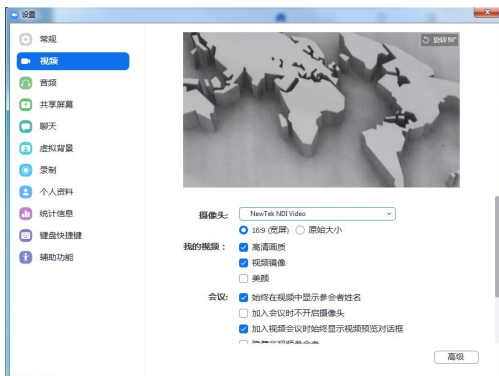 设置
常规
视频
音频
共享屏幕
聊天
虚拟背景
录制
个人资料
统计信息
键盘快捷键
辅助功能
旋转90°
摄像头:
NewTek NDI Video
16:9 (宽屏) 原始大小
我的视频：
高清画质
视频镜像
美颜
会议:
始终在视频中显示参会者姓名
加入会议时不开启摄像头
加入视频会议时始终显示视频预览对话框
高级